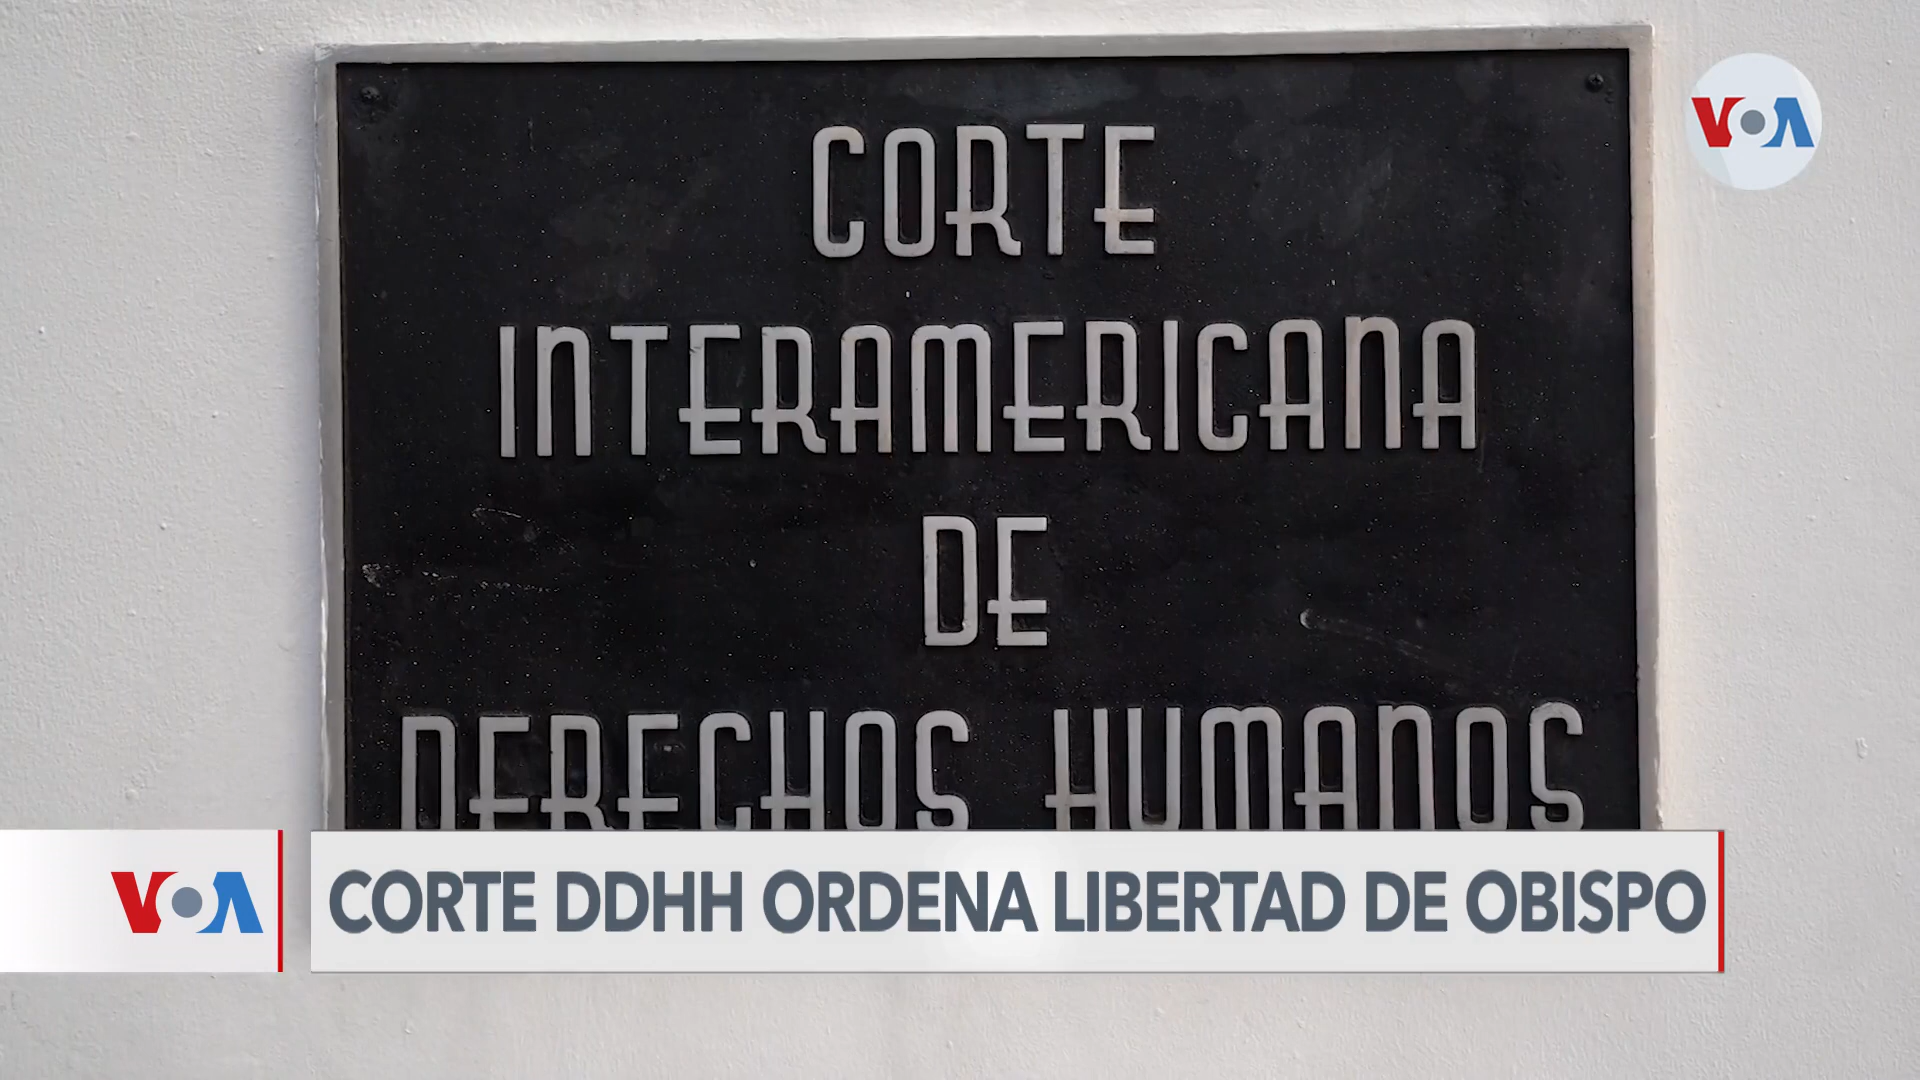 CORTE
INTERAMERICANA
DE
DERECHOS HUMANOS
VOA
VOA
CORTE DDHH ORDENA LIBERTAD DE OBISPO